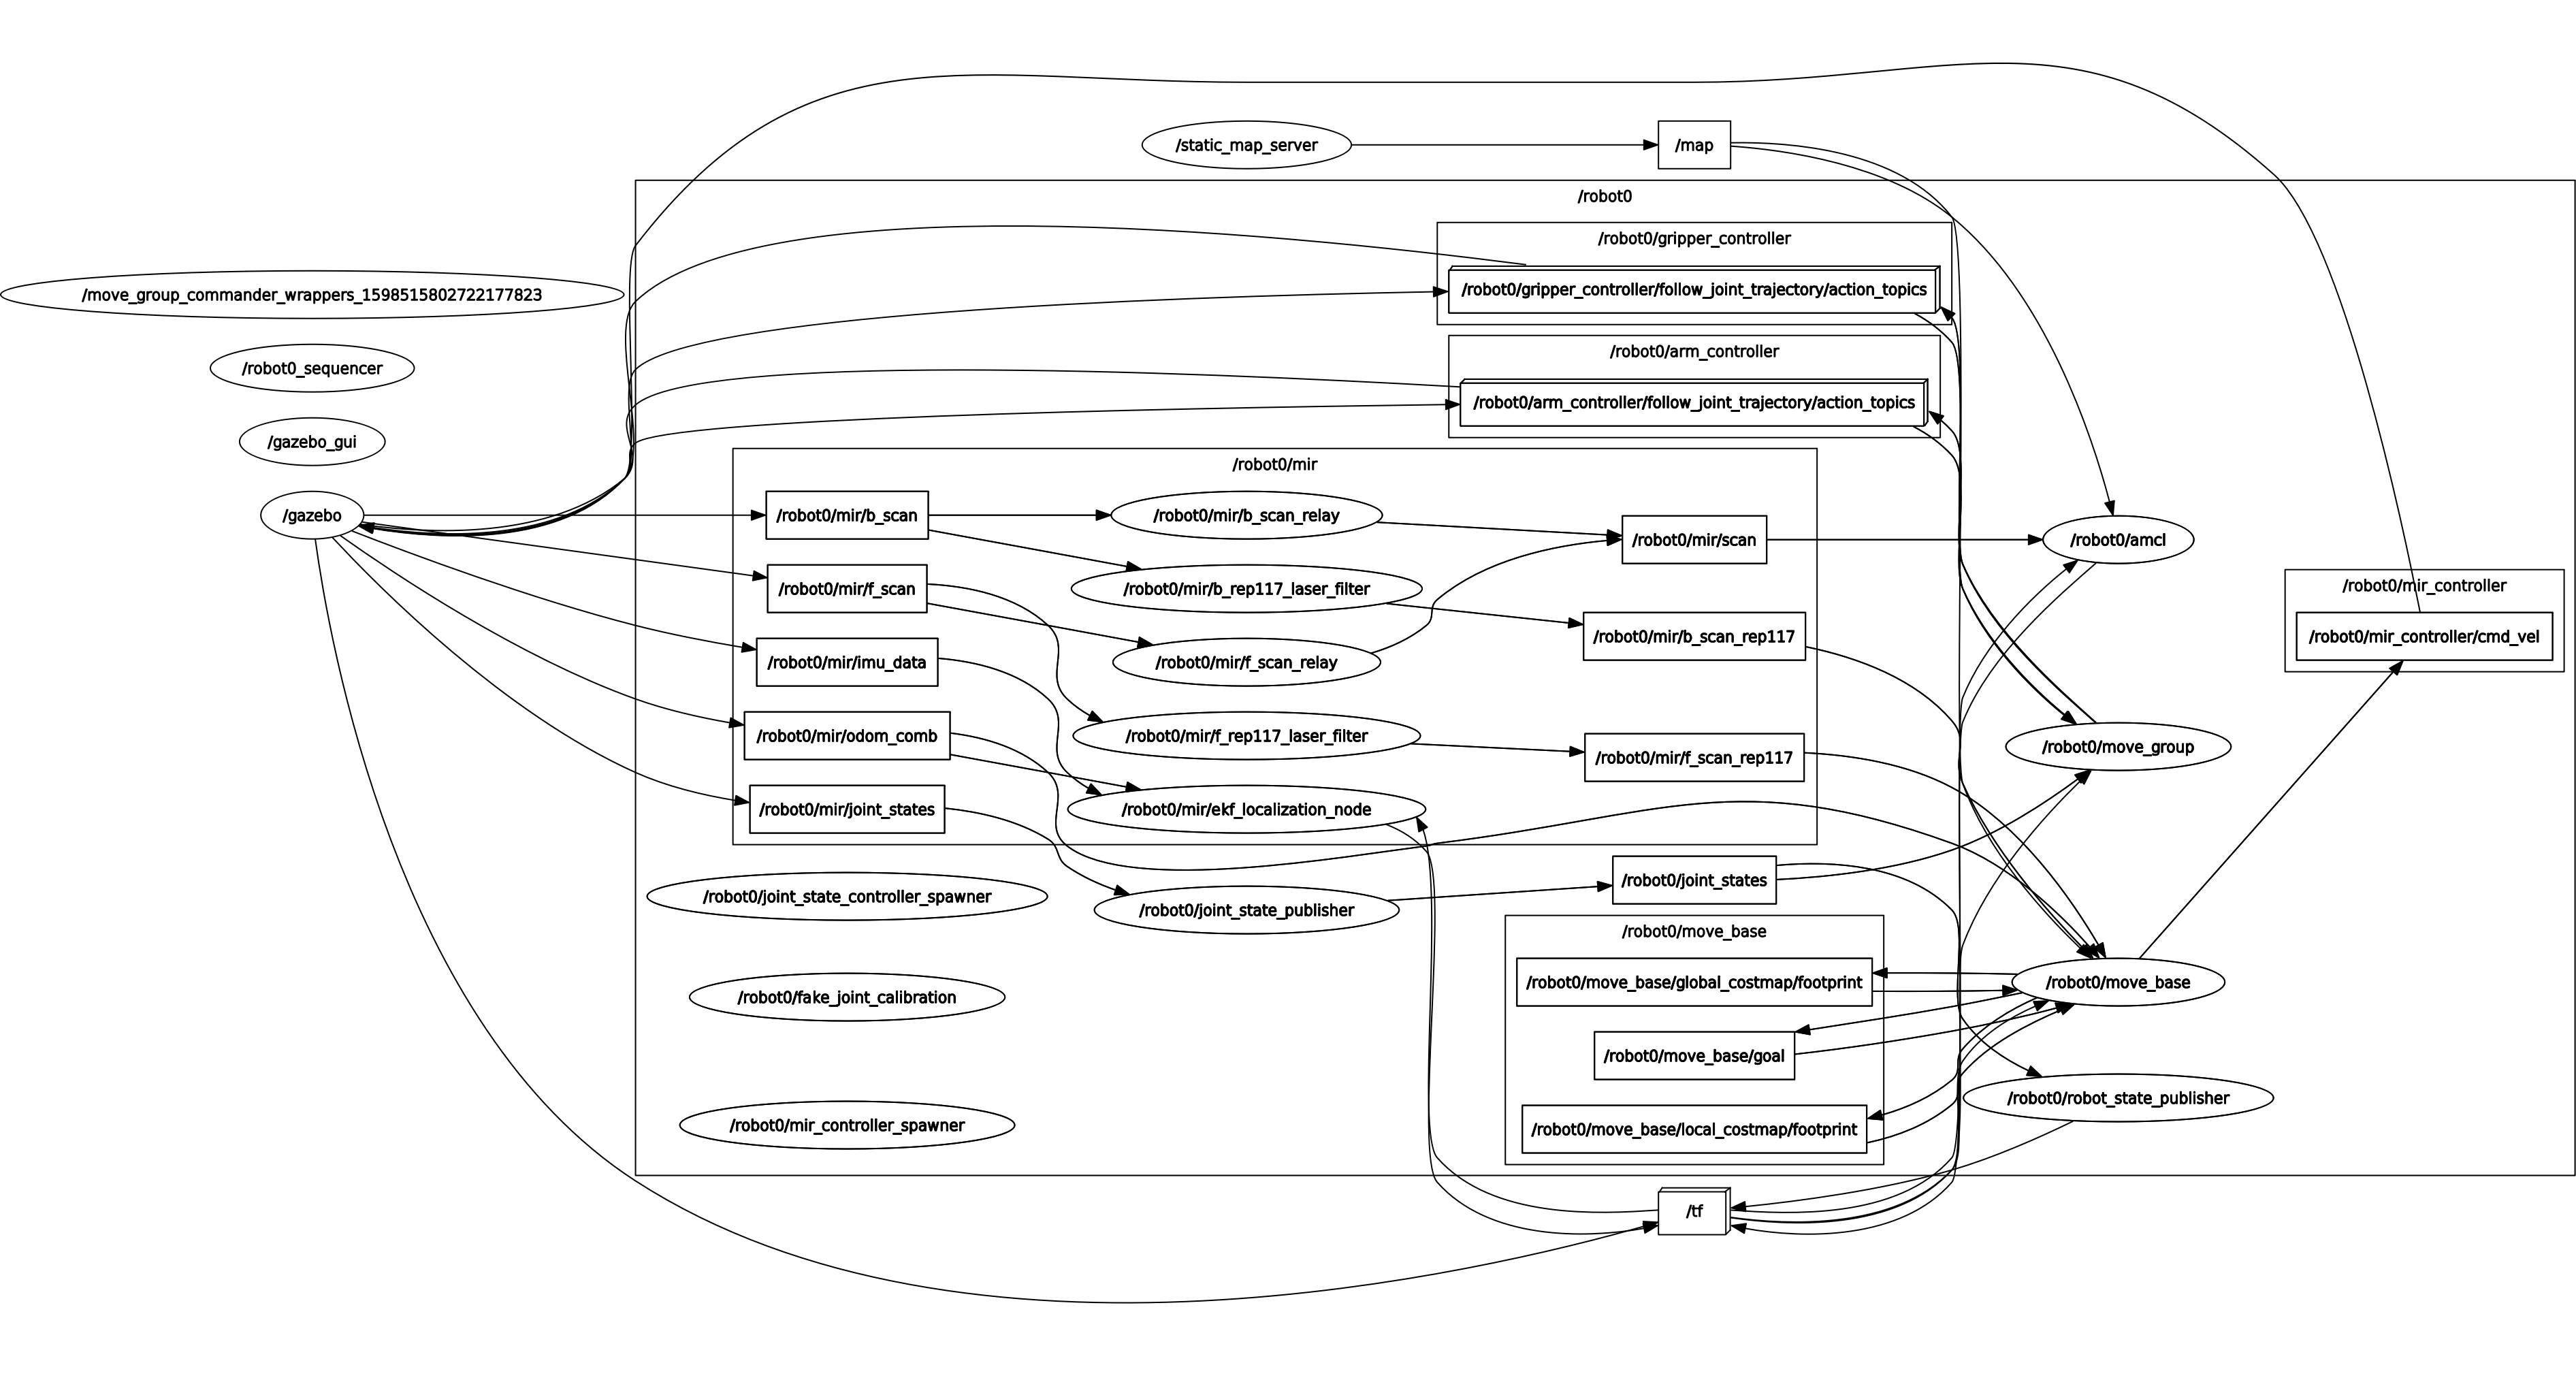 /static_map_server
/map
/robot0
/robot0/gripper_controller
/robot0/gripper_controller/follow_joint_trajectory/action_topics
/move_group_commander_wrappers_1598515802722177823
/robot0/arm_controller
/robot0_sequencer
/robot0/arm_controller/follow_joint_trajectory/action_topics
/gazebo_gui
/robot0/mir
/gazebo
/robot0/mir/b_scan
/robot0/mir/b_scan_relay
/robot0/mir/scan
/robot0/amcl
/robot0/mir/f_scan
/robot0/mir/b_rep117_laser_filter
/robot0/mir_controller
/robot0/mir/b_scan_rep117
/robot0/mir_controller/cmd_vel
/robot0/mir/imu_data
/robot0/mir/f_scan_relay
/robot0/mir/odom_comb
/robot0/mir/f_rep117_laser_filter
/robot0/mir/f_scan_rep117
/robot0/move_group
/robot0/mir/joint_states
/robot0/mir/ekf_localization_node
/robot0/joint_state_controller_spawner
/robot0/joint_state_publisher
/robot0/joint_states
/robot0/move_base
/robot0/move_base/global_costmap/footprint
/robot0/move_base
/robot0/fake_joint_calibration
/robot0/move_base/goal
/robot0/robot_state_publisher
/robot0/mir_controller_spawner
/robot0/move_base/local_costmap/footprint
/tf